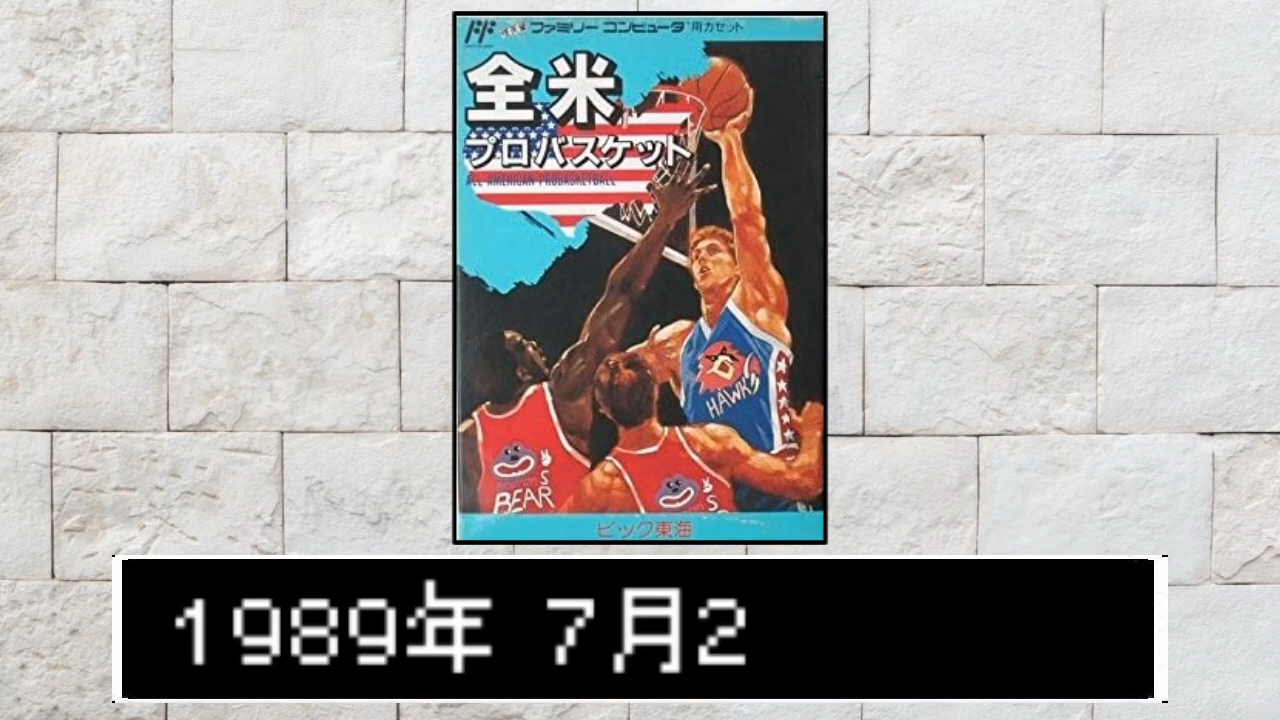 ファミリー コンピュータ用カセット
全米
プロバスケット
ALL AMERICAN PROBASKETBALL
HAWK
BEAR
S
S
ビック東海
1989年 7月2